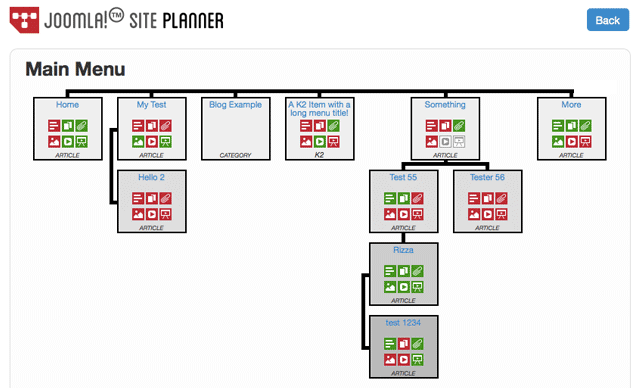 JOOMLA!™ SITE PLANNER
Back
Main Menu
Home
ARTICLE
My Test
ARTICLE
Blog Example
CATEGORY
A K2 Item with a
long menu title!
K2
Something
ARTICLE
More
ARTICLE
Hello 2
ARTICLE
Test 55
ARTICLE
Tester 56
ARTICLE
Rizza
ARTICLE
test 1234
ARTICLE